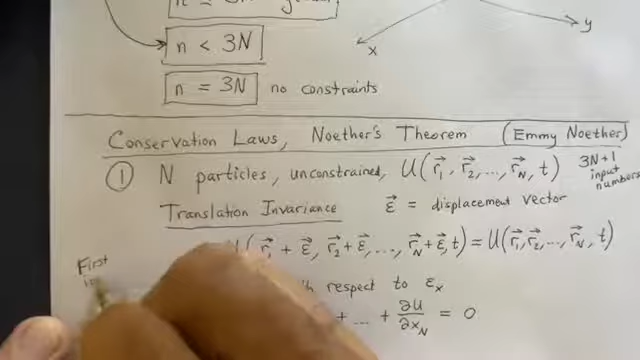 n < 3N
n = 3N no constraints
x
y
Conservation Laws, Noether's Theorem (Emmy Noether)
① N particles, unconstrained, U(r⃗₁, r⃗₂, ..., r⃗_N, t) 3N+1 input numbers
Translation Invariance ε⃗ = displacement vector
U(r⃗₁ + ε⃗, r⃗₂ + ε⃗, ..., r⃗_N + ε⃗, t) = U(r⃗₁, r⃗₂, ..., r⃗_N, t)
First
respect to εₓ
+ ... + ∂U/∂x_N = 0